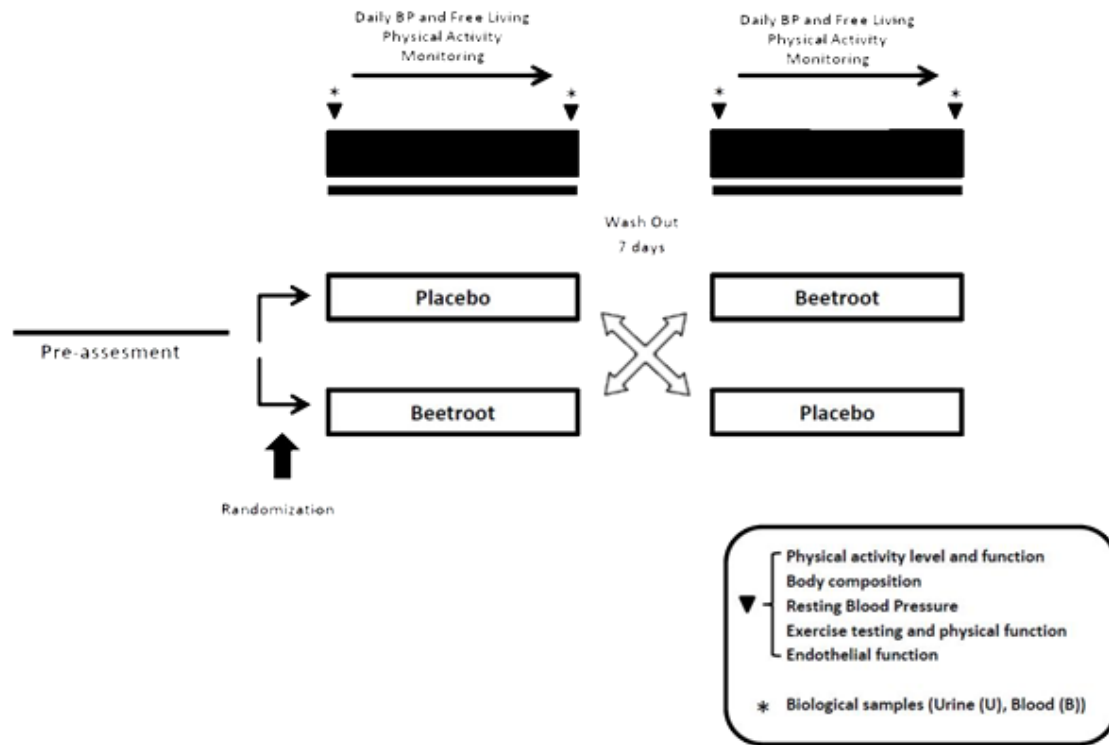 Daily BP and Free Living
Physical Activity
Monitoring
Daily BP and Free Living
Physical Activity
Monitoring
*
*
*
*
Wash Out
7 days
Placebo
Beetroot
Pre-assesment
Beetroot
Placebo
Randomization
Physical activity level and function
Body composition
Resting Blood Pressure
Exercise testing and physical function
Endothelial function
* Biological samples (Urine (U), Blood (B))